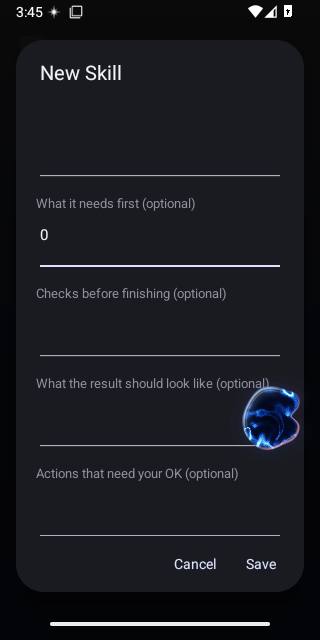 3:45
New Skill
What it needs first (optional)
0
Checks before finishing (optional)
What the result should look like (optional)
Actions that need your OK (optional)
Cancel Save